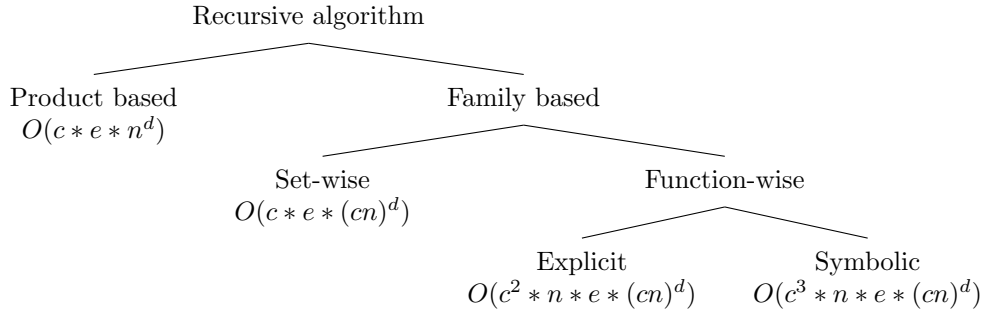 Recursive algorithm
Product based
O(c ∗ e ∗ n^d)
Family based
Set-wise
O(c ∗ e ∗ (cn)^d)
Function-wise
Explicit
O(c^2 ∗ n ∗ e ∗ (cn)^d)
Symbolic
O(c^3 ∗ n ∗ e ∗ (cn)^d)